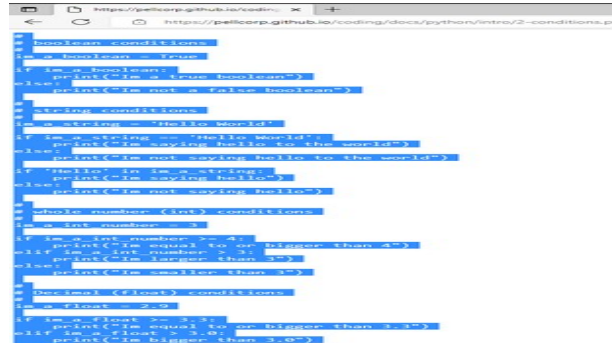 https://pellcorp.github.io/coding
https://pellcorp.github.io/coding/docs/python/intro/2-conditions.p
#
# boolean conditions
#
im_a_boolean = True
if im_a_boolean:
    print("Im a true boolean")
else:
    print("Im not a false boolean")
#
# string conditions
#
im_a_string = 'Hello World'
if im_a_string == 'Hello World':
    print("Im saying hello to the world")
else:
    print("Im not saying hello to the world")
if 'Hello' in im_a_string:
    print("Im saying hello")
else:
    print("Im not saying hello")
#
# whole number (int) conditions
#
im_a_int_number = 3
if im_a_int_number >= 4:
    print("Im equal to or bigger than 4")
elif im_a_int_number > 3:
    print("Im larger than 3")
else:
    print("Im smaller than 3")
#
# Decimal (float) conditions
#
im_a_float = 2.9
if im_a_float >= 3.3:
    print("Im equal to or bigger than 3.3")
elif im_a_float > 3.0:
    print("Im bigger than 3.0")